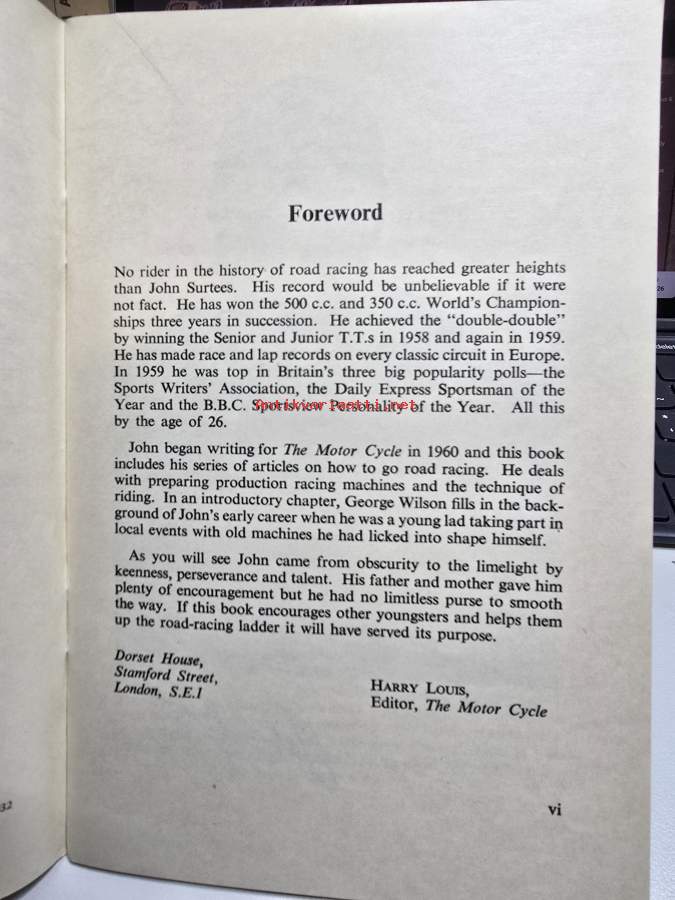 Foreword
No rider in the history of road racing has reached greater heights
than John Surtees. His record would be unbelievable if it were
not fact. He has won the 500 c.c. and 350 c.c. World's Champion-
ships three years in succession. He achieved the "double-double"
by winning the Senior and Junior T.T.s in 1958 and again in 1959.
He has made race and lap records on every classic circuit in Europe.
In 1959 he was top in Britain's three big popularity polls—the
Sports Writers' Association, the Daily Express Sportsman of the
Year and the B.B.C. Sportsview Personality of the Year. All this
by the age of 26.
Antikvariaatti.net
John began writing for The Motor Cycle in 1960 and this book
includes his series of articles on how to go road racing. He deals
with preparing production racing machines and the technique of
riding. In an introductory chapter, George Wilson fills in the back-
ground of John's early career when he was a young lad taking part in
local events with old machines he had licked into shape himself.
As you will see John came from obscurity to the limelight by
keenness, perseverance and talent. His father and mother gave him
plenty of encouragement but he had no limitless purse to smooth
the way. If this book encourages other youngsters and helps them
up the road-racing ladder it will have served its purpose.
Dorset House,
Stamford Street,
London, S.E.1
HARRY LOUIS,
Editor, The Motor Cycle
vi
32